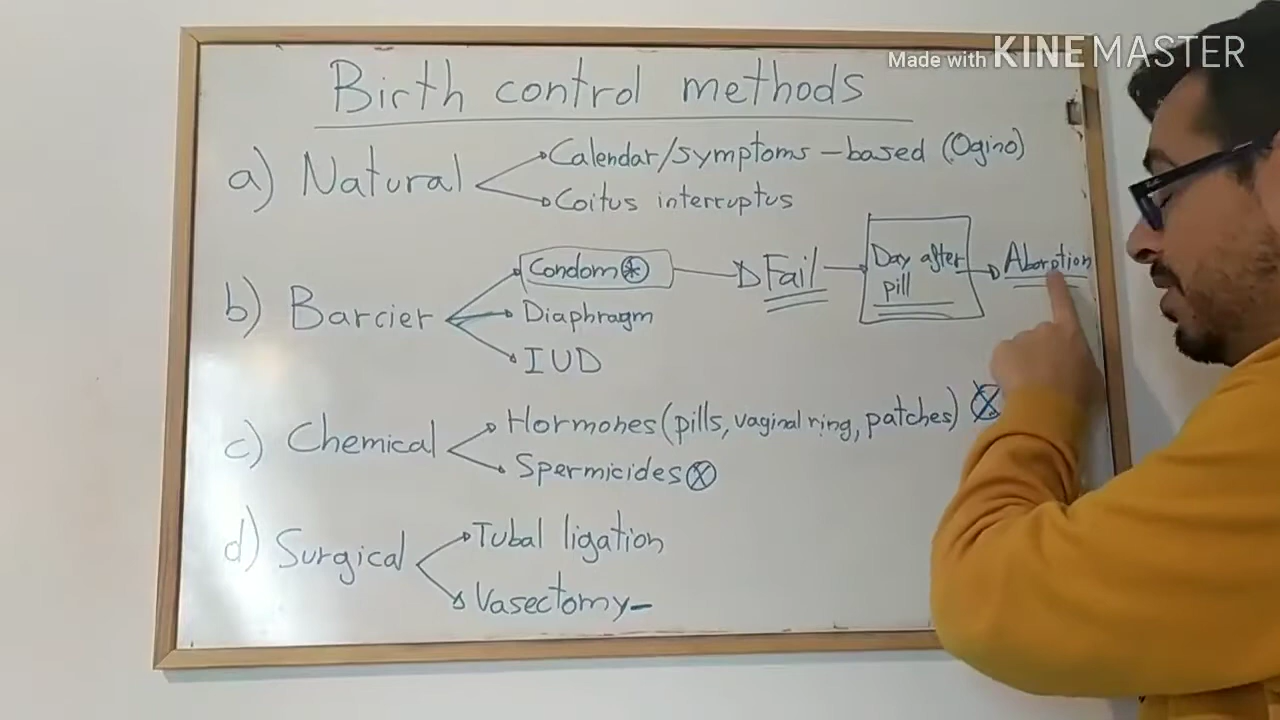 Made with KINEMASTER
Birth control methods
a) Natural
Calendar/symptoms-based (Ogino)
Coitus interruptus
b) Barrier
Condom *
Fail
Day after
pill
Abortion
Diaphragm
IUD
c) Chemical
Hormones (pills, vaginal ring, patches) X
Spermicides X
d) Surgical
Tubal ligation
Vasectomy-